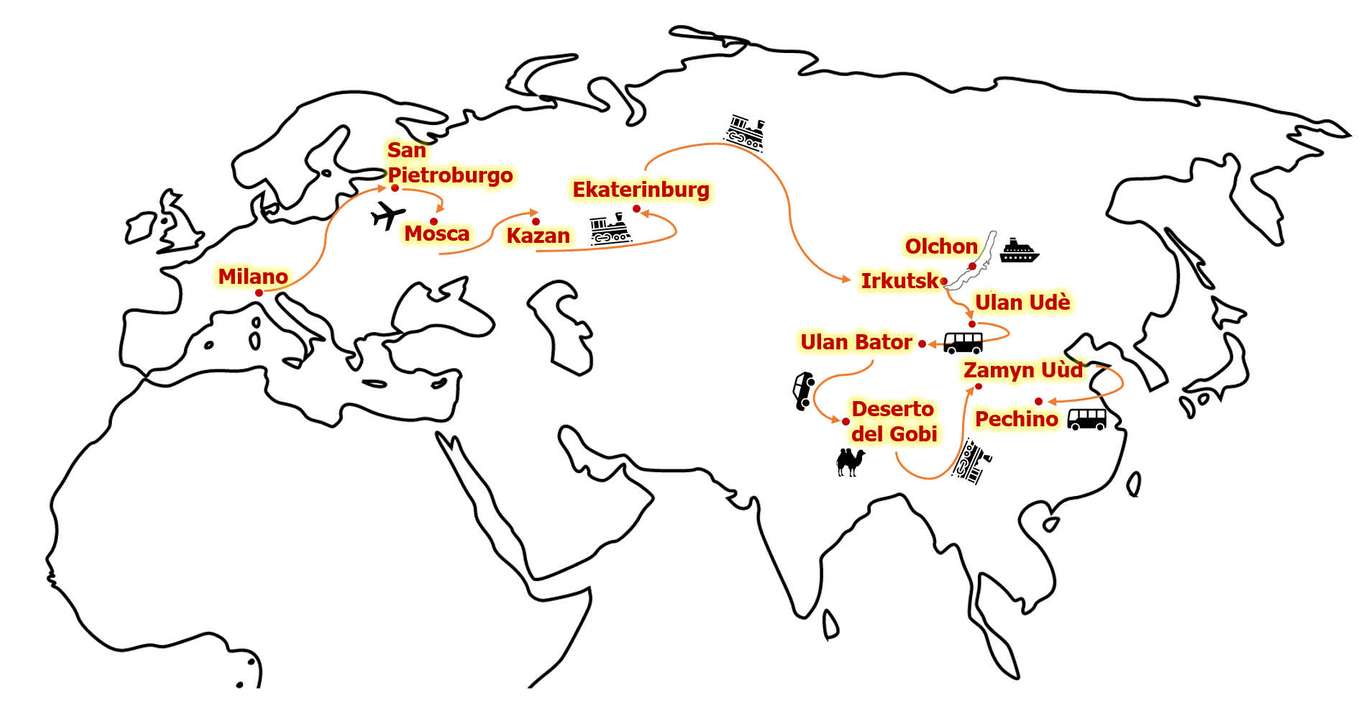 San
Pietroburgo
Ekaterinburg
Mosca
Kazan
Olchon
Milano
Irkutsk
Ulan Udè
Ulan Bator
Zamyn Uùd
Deserto
del Gobi
Pechino